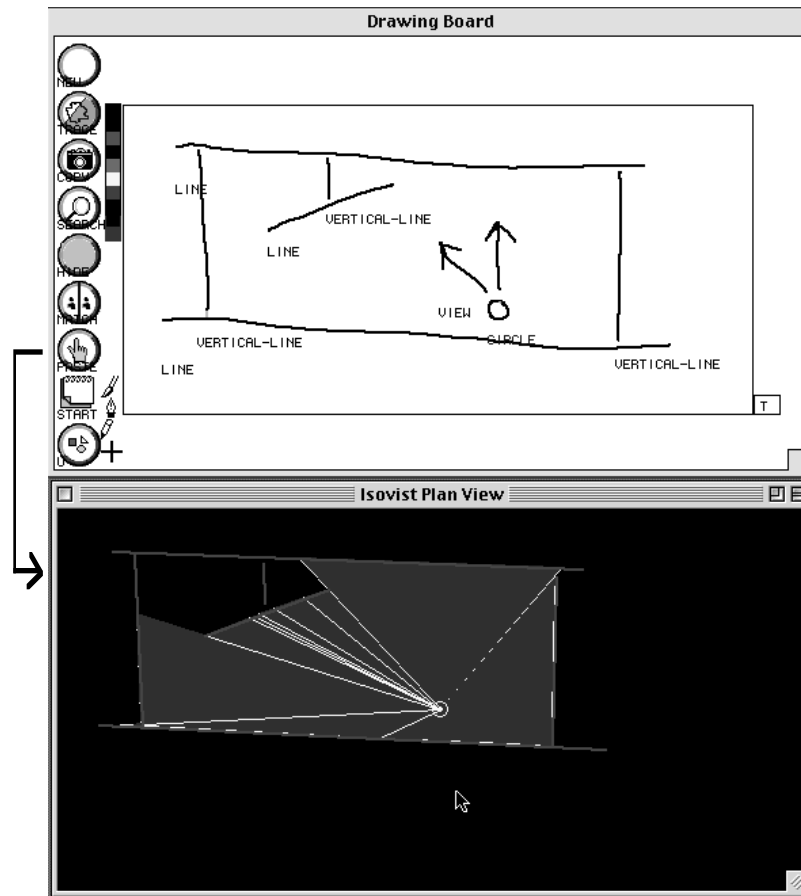 Drawing Board
NEW
TRACE
COPY
SEARCH
HIDE
MATCH
PASTE
START
U
LINE
VERTICAL-LINE
LINE
VIEW
CIRCLE
VERTICAL-LINE
VERTICAL-LINE
LINE
T
Isovist Plan View